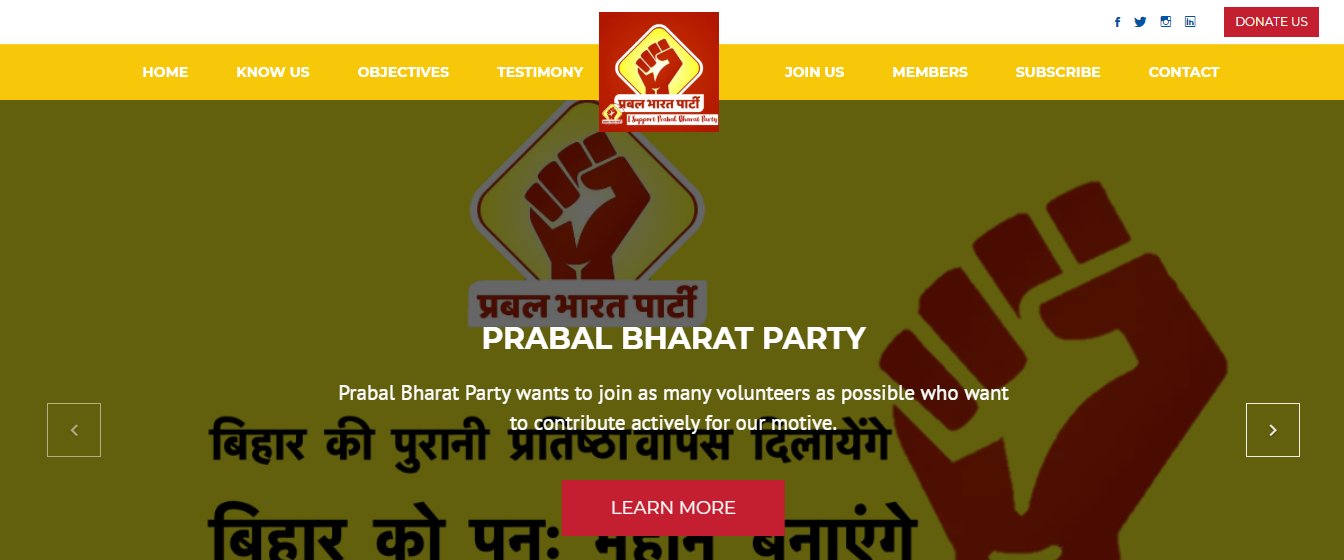 DONATE US
HOME KNOW US OBJECTIVES TESTIMONY JOIN US MEMBERS SUBSCRIBE CONTACT
प्रबल भारत पार्टी
I Support Prabal Bharat Party
प्रबल भारत पार्टी
PRABAL BHARAT PARTY
Prabal Bharat Party wants to join as many volunteers as possible who want
to contribute actively for our motive.
बिहार की पुरानी प्रतिष्ठा वापस दिलायेंगे
LEARN MORE
बिहार को पुनः महान बनाएंगे